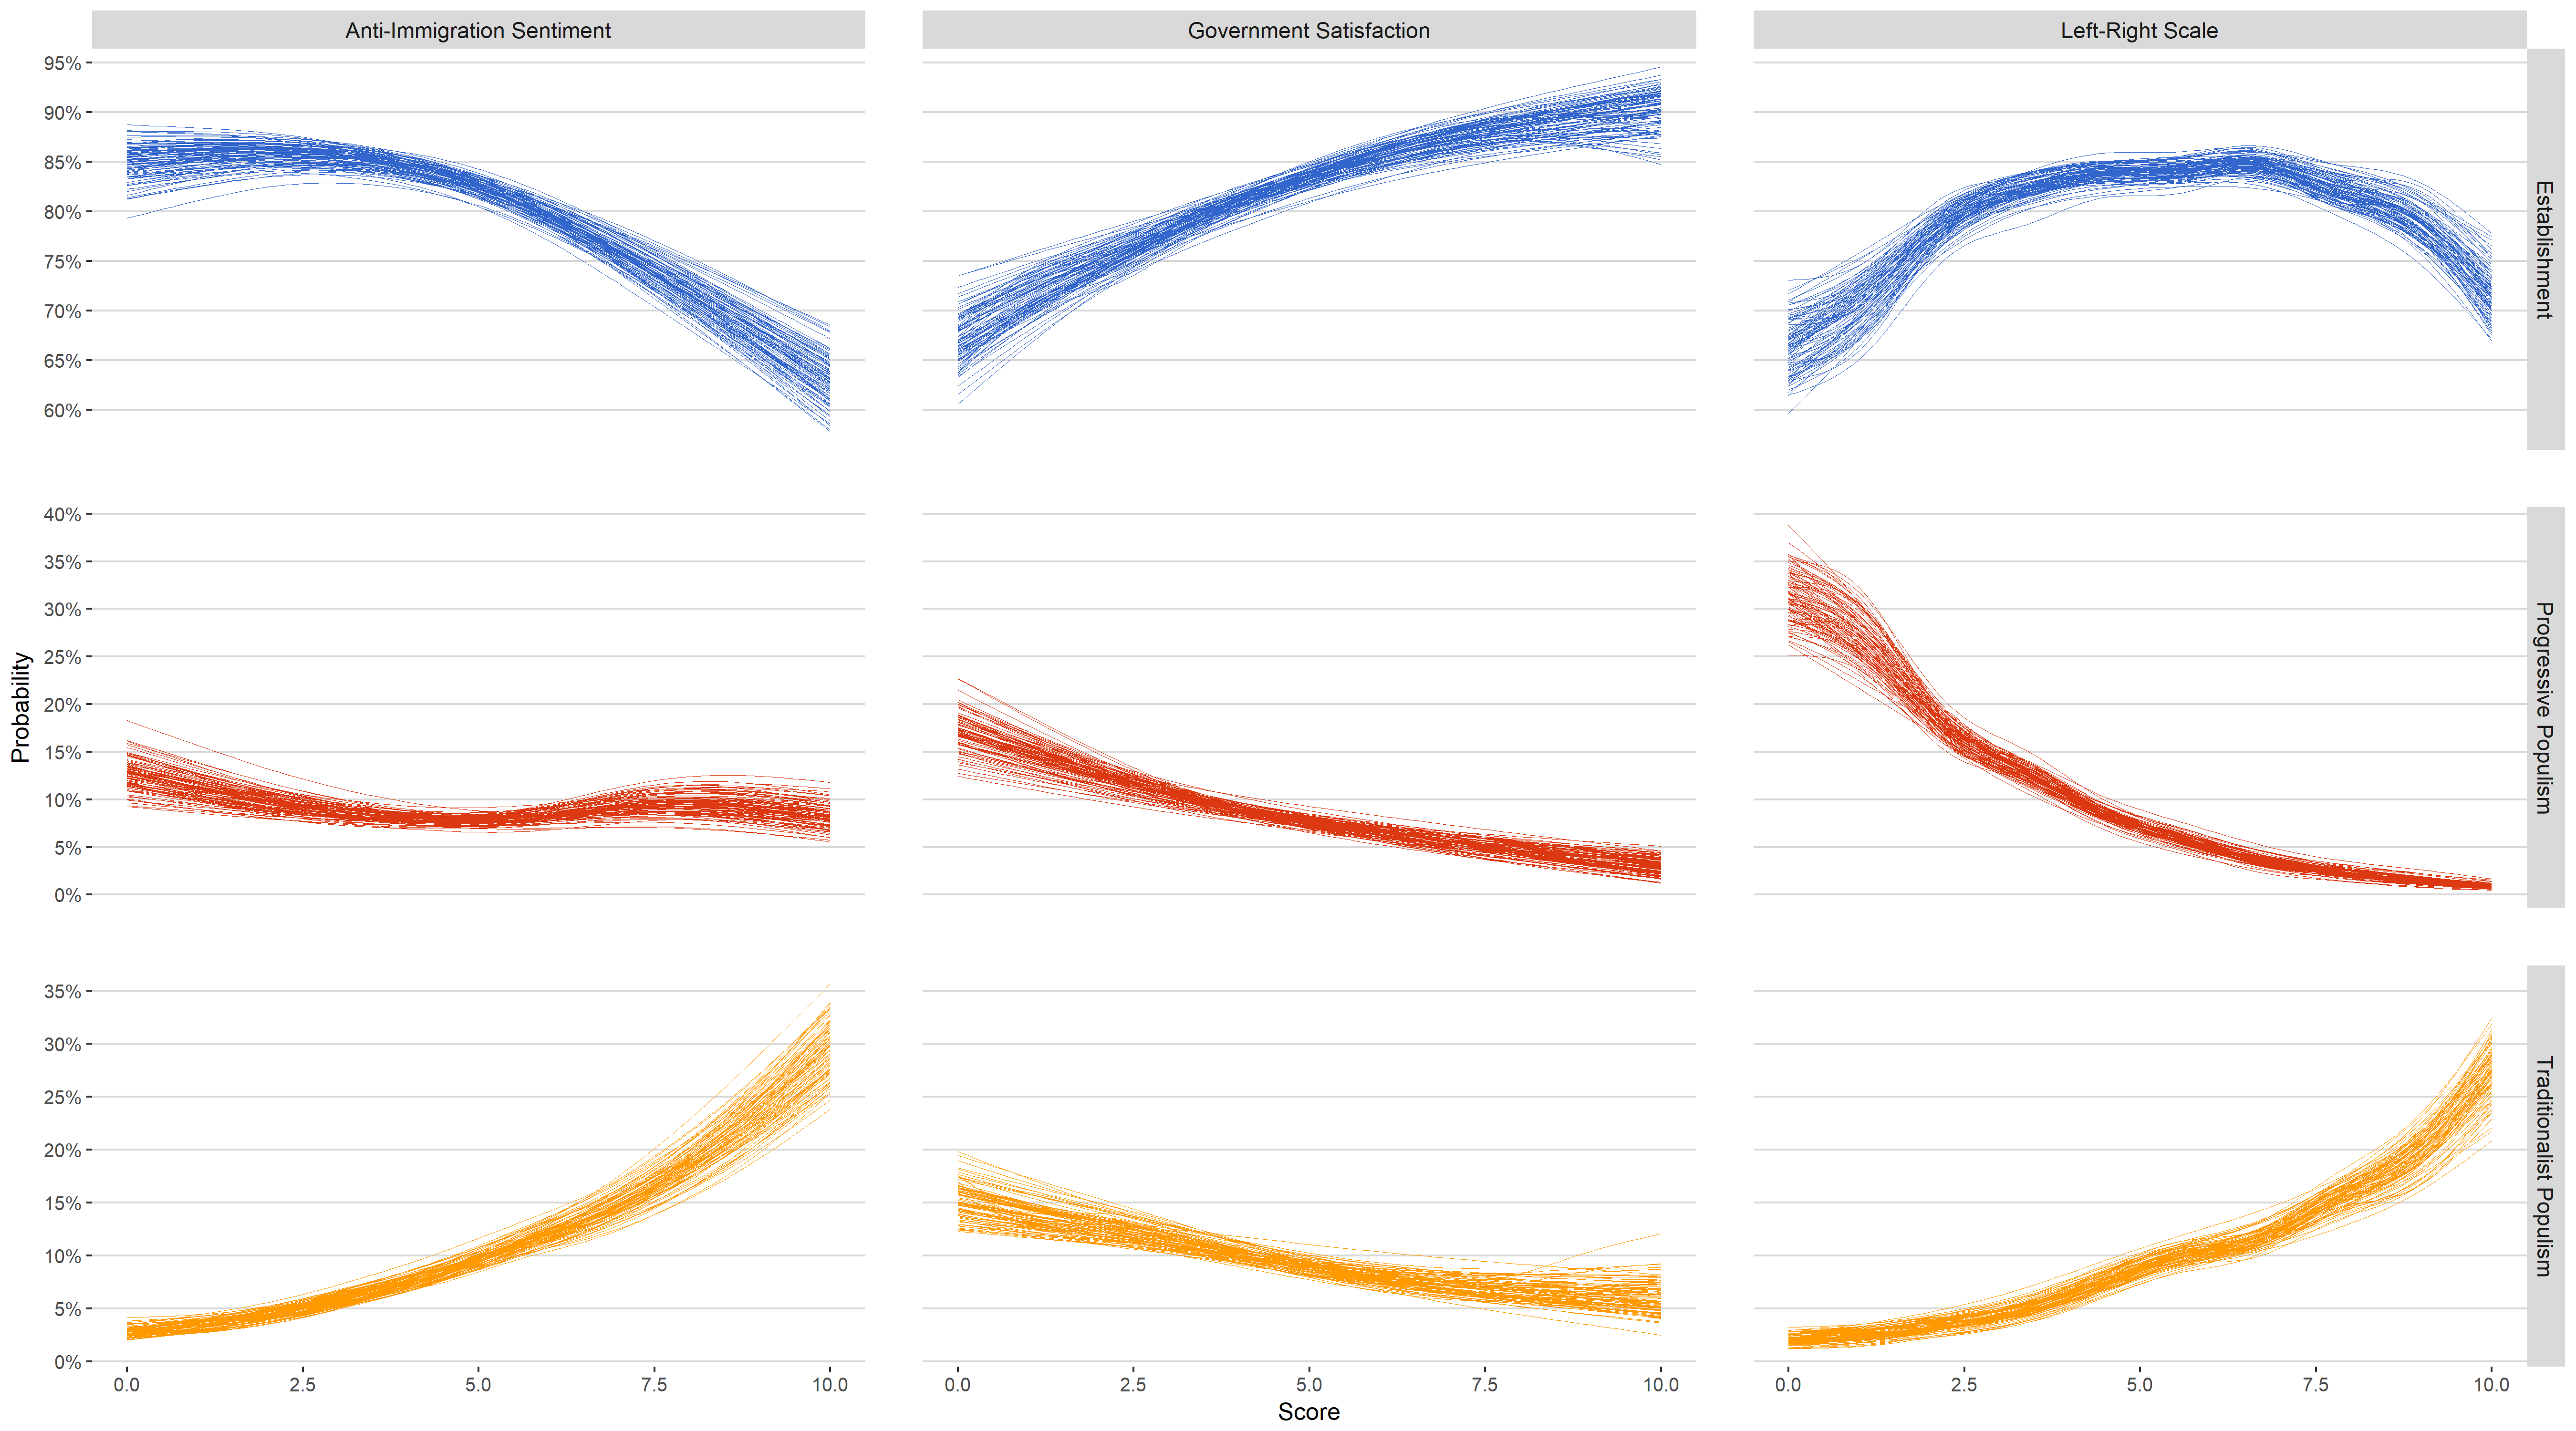 Anti-Immigration Sentiment
Government Satisfaction
Left-Right Scale
95%
90%
85%
80%
75%
70%
65%
60%
Establishment
40%
35%
30%
25%
20%
15%
10%
5%
0%
Progressive Populism
Probability
35%
30%
25%
20%
15%
10%
5%
0%
Traditionalist Populism
0.0 2.5 5.0 7.5 10.0
0.0 2.5 5.0 7.5 10.0
0.0 2.5 5.0 7.5 10.0
Score